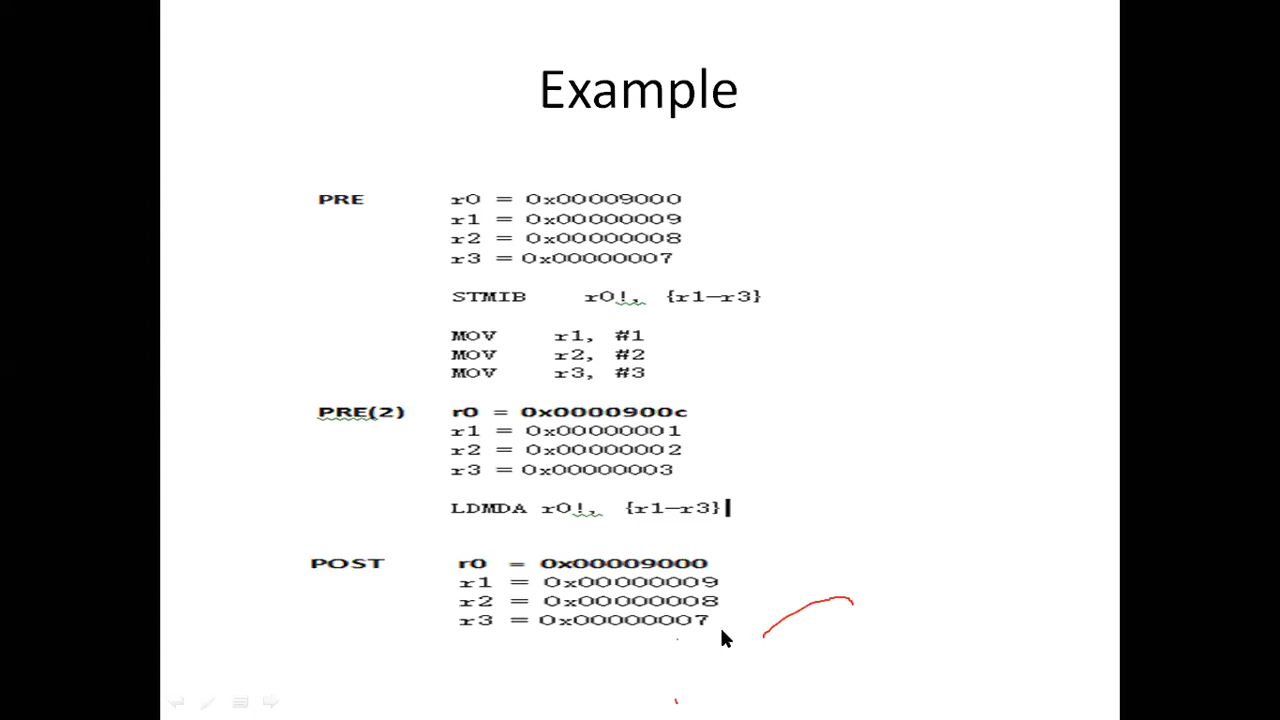 Example
PRE r0 = 0x00009000
r1 = 0x00000009
r2 = 0x00000008
r3 = 0x00000007
STMIB r0!, {r1-r3}
MOV r1, #1
MOV r2, #2
MOV r3, #3
PRE(2) r0 = 0x0000900c
r1 = 0x00000001
r2 = 0x00000002
r3 = 0x00000003
LDMDA r0!, {r1-r3}
POST r0 = 0x00009000
r1 = 0x00000009
r2 = 0x00000008
r3 = 0x00000007